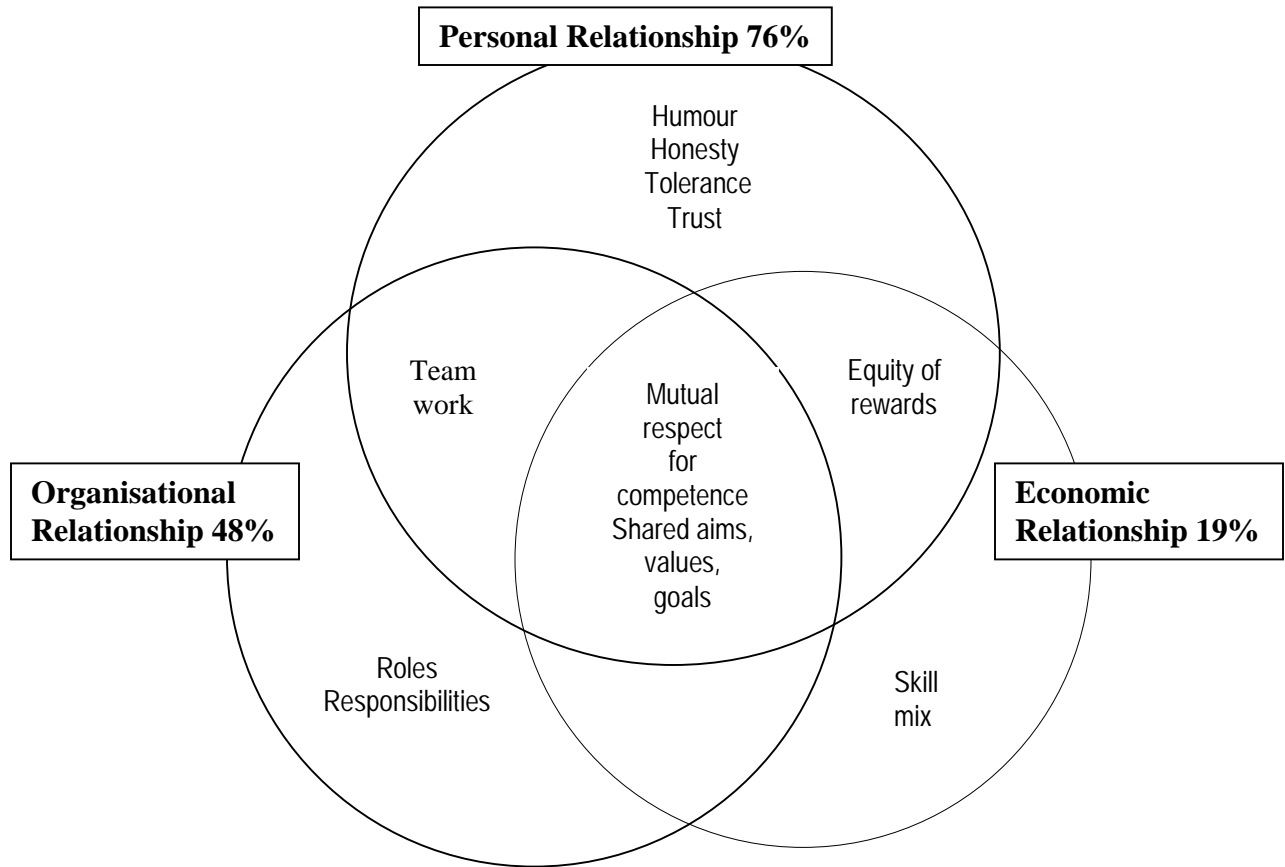 Personal Relationship 76%
Humour
Honesty
Tolerance
Trust
Team
work
Equity of
rewards
Mutual
respect
for
competence
Shared aims,
values,
goals
Organisational
Relationship 48%
Economic
Relationship 19%
Roles
Responsibilities
Skill
mix